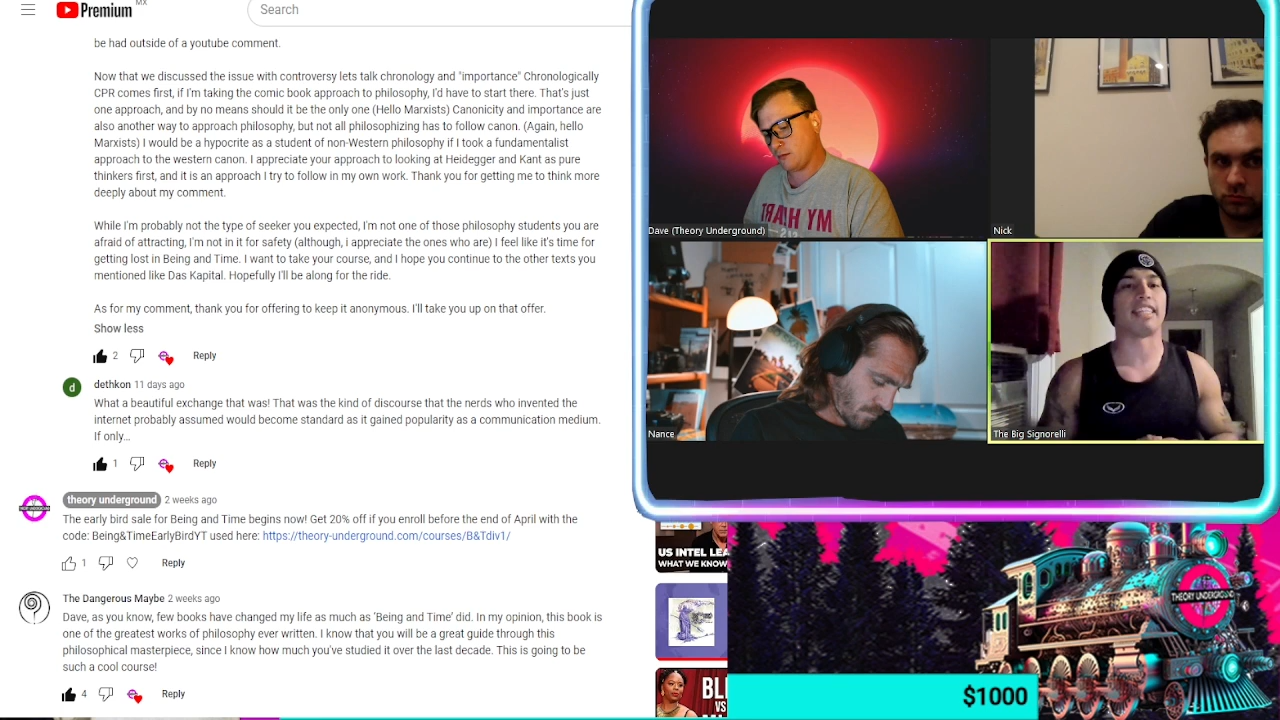 Premium MX
Search
be had outside of a youtube comment.
Now that we discussed the issue with controversy lets talk chronology and "importance" Chronologically
CPR comes first, if I'm taking the comic book approach to philosophy, I'd have to start there. That's just
one approach, and by no means should it be the only one (Hello Marxists) Canonicity and importance are
also another way to approach philosophy, but not all philosophizing has to follow canon. (Again, hello
Marxists) I would be a hypocrite as a student of non-Western philosophy if I took a fundamentalist
approach to the western canon. I appreciate your approach to looking at Heidegger and Kant as pure
thinkers first, and it is an approach I try to follow in my own work. Thank you for getting me to think more
deeply about my comment.
While I'm probably not the type of seeker you expected, I'm not one of those philosophy students you are
afraid of attracting, I'm not in it for safety (although, i appreciate the ones who are) I feel like it's time for
getting lost in Being and Time. I want to take your course, and I hope you continue to the other texts you
mentioned like Das Kapital. Hopefully I'll be along for the ride.
As for my comment, thank you for offering to keep it anonymous. I'll take you up on that offer.
Show less
2 Reply
d dethkon 11 days ago
What a beautiful exchange that was! That was the kind of discourse that the nerds who invented the
internet probably assumed would become standard as it gained popularity as a communication medium.
If only...
1 Reply
theory underground 2 weeks ago
The early bird sale for Being and Time begins now! Get 20% off if you enroll before the end of April with the
code: Being&TimeEarlyBirdYT used here: https://theory-underground.com/courses/B&Tdiv1/
1 Reply
The Dangerous Maybe 2 weeks ago
Dave, as you know, few books have changed my life as much as 'Being and Time' did. In my opinion, this book is
one of the greatest works of philosophy ever written. I know that you will be a great guide through this
philosophical masterpiece, since I know how much you've studied it over the last decade. This is going to be
such a cool course!
4 Reply
MY HEART
Dave (Theory Underground)
Nick
Nance
The Big Signorelli
US INTEL LEA
WHAT WE KNOW
BL
VS
THEORY UNDERGROUND
$1000